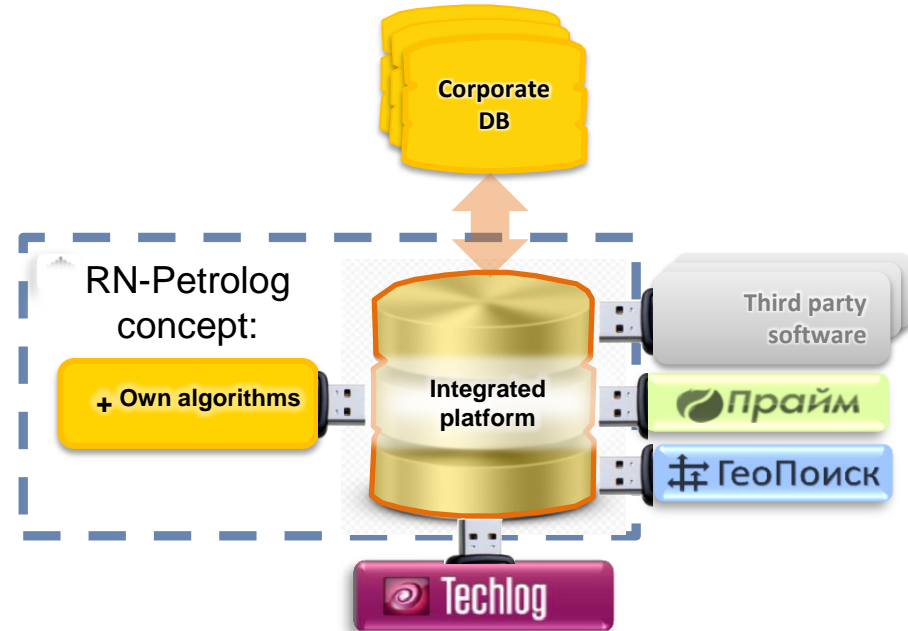 Corporate
DB
RN-Petrolog
concept:
+ Own algorithms
Integrated
platform
Third party
software
Прайм
ГеоПоиск
Techlog